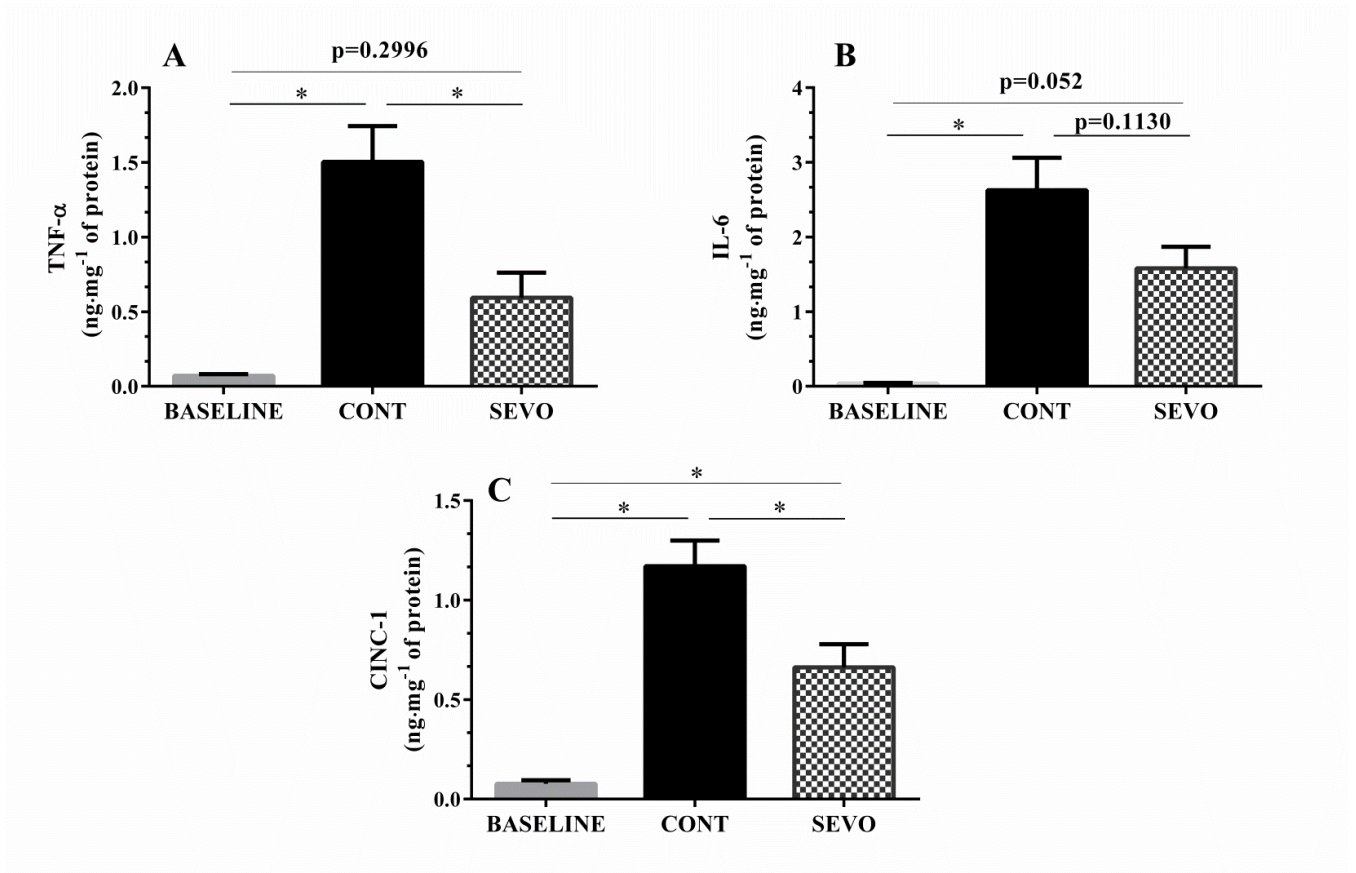 A
p=0.2996
*
*
2.0
1.5
1.0
0.5
0.0
TNF-α
(ng·mg⁻¹ of protein)
BASELINE CONT SEVO
B
p=0.052
*
p=0.1130
4
3
2
1
0
IL-6
(ng·mg⁻¹ of protein)
BASELINE CONT SEVO
C
*
*
*
1.5
1.0
0.5
0.0
CINC-1
(ng·mg⁻¹ of protein)
BASELINE CONT SEVO